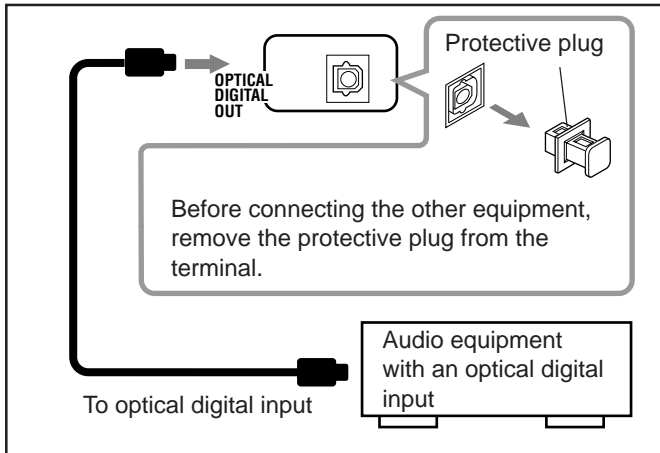 Protective plug
OPTICAL
DIGITAL
OUT
Before connecting the other equipment,
remove the protective plug from the
terminal.
Audio equipment
with an optical digital
input
To optical digital input